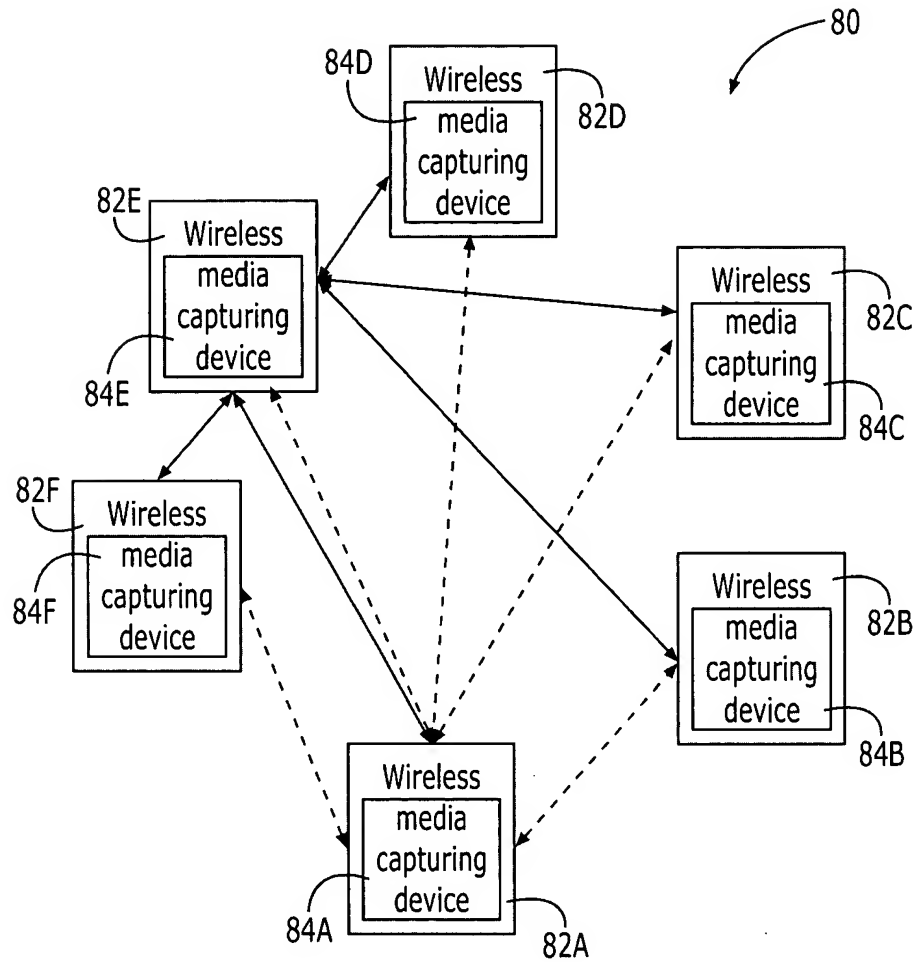 80
84D
Wireless
media
capturing
device
82D
82E
Wireless
media
capturing
device
84E
Wireless
media
capturing
device
82C
84C
82F
Wireless
media
capturing
device
84F
Wireless
media
capturing
device
82B
84B
Wireless
media
capturing
device
84A
82A